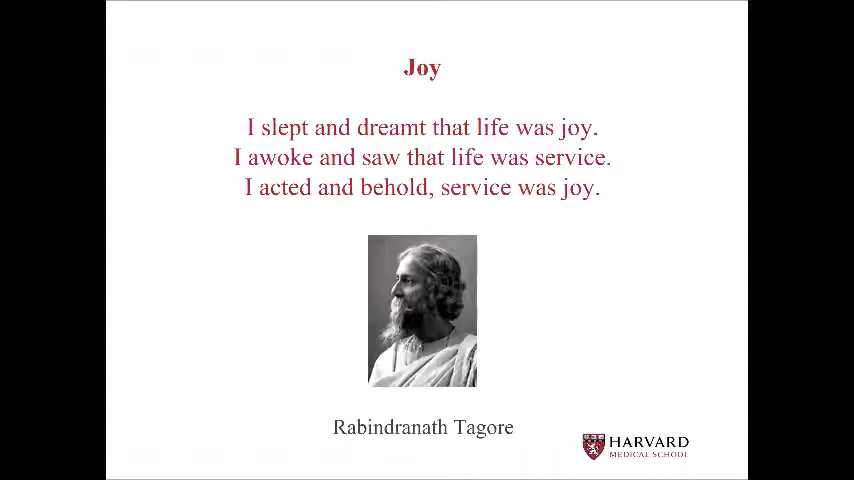 Joy
I slept and dreamt that life was joy.
I awoke and saw that life was service.
I acted and behold, service was joy.
Rabindranath Tagore
HARVARD
MEDICAL SCHOOL